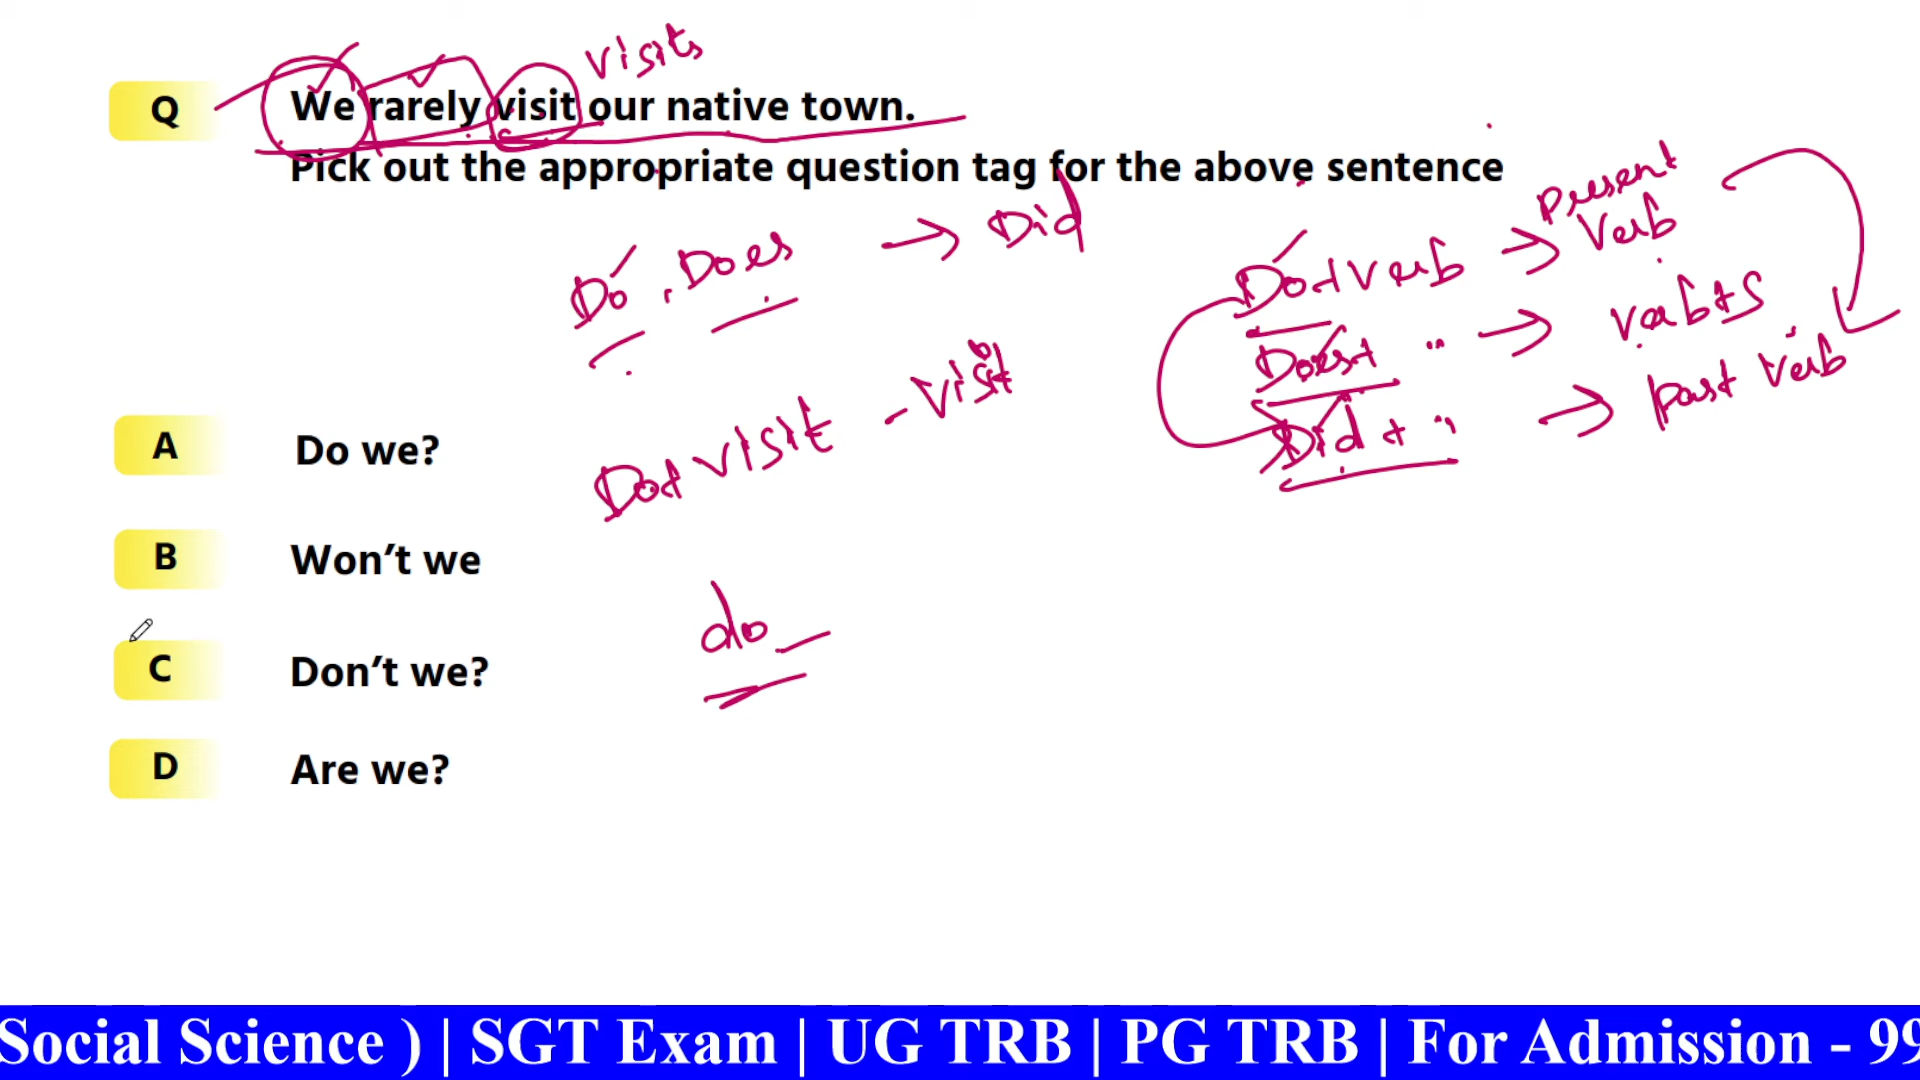 visits
Q We rarely visit our native town.
Pick out the appropriate question tag for the above sentence
Do, Does → Did
Do+verb → Present Verb
Does+ " → verb+s
Did + " → past verb
Do+visit - visit
A Do we?
B Won't we
do_
C Don't we?
D Are we?
Social Science ) | SGT Exam | UG TRB | PG TRB | For Admission - 99